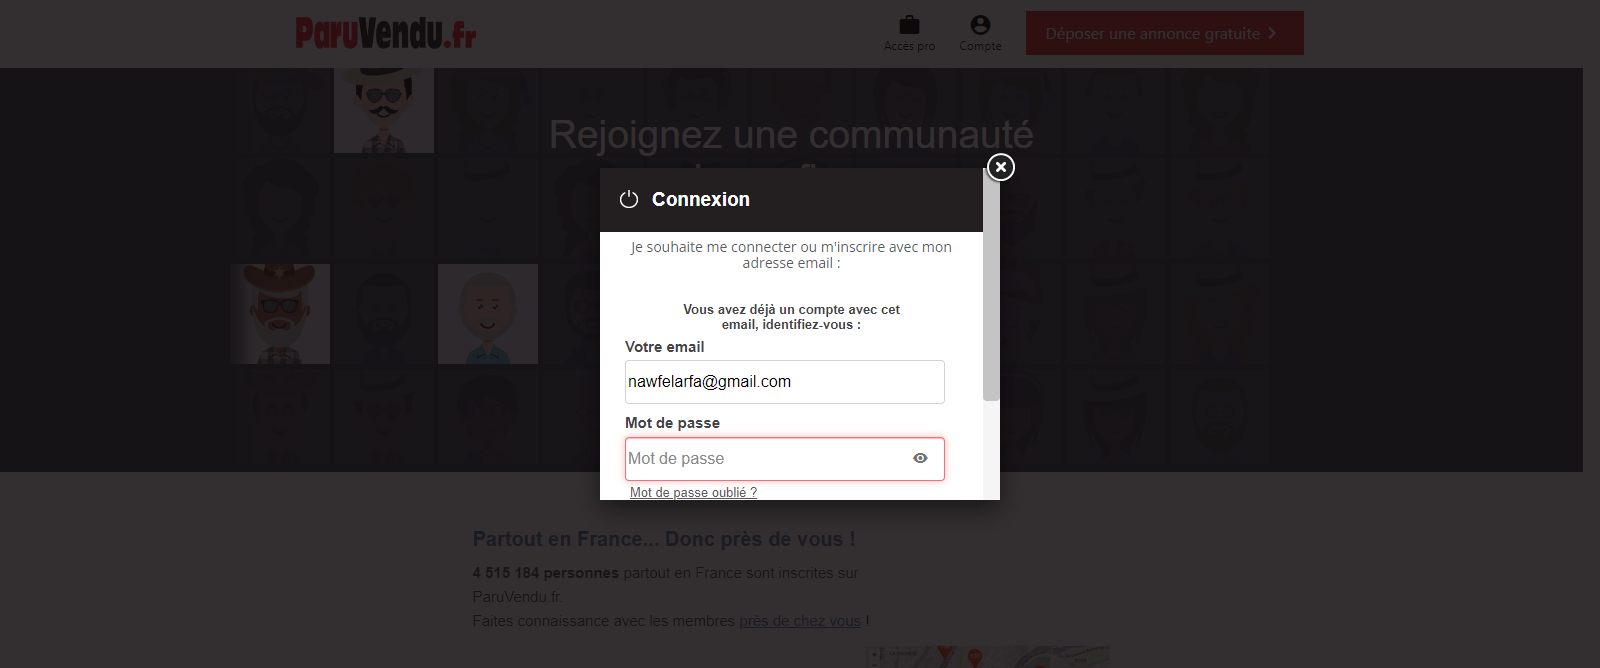 ParuVendu.fr
Accès pro
Compte
Déposer une annonce gratuite
Rejoignez une communauté
Connexion
Je souhaite me connecter ou m'inscrire avec mon
adresse email :
Vous avez déjà un compte avec cet
email, identifiez-vous :
Votre email
nawfelarfa@gmail.com
Mot de passe
Mot de passe
Mot de passe oublié ?
Partout en France... Donc près de vous !
4 515 184 personnes partout en France sont inscrites sur
ParuVendu.fr.
Faites connaissance avec les membres près de chez vous !